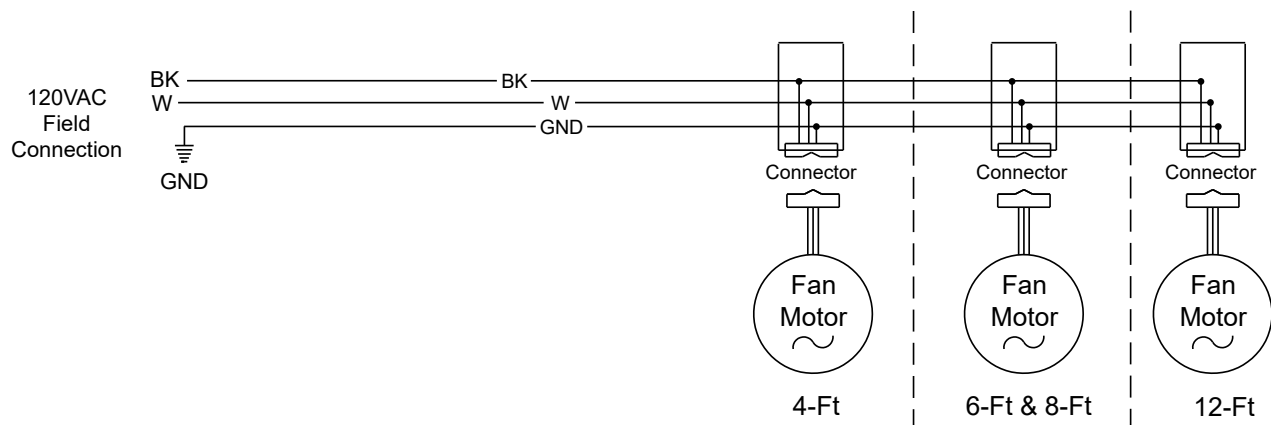 120VAC
Field
Connection
BK
W
GND
BK
W
GND
Connector
Connector
Connector
Fan
Motor
Fan
Motor
Fan
Motor
4-Ft
6-Ft & 8-Ft
12-Ft